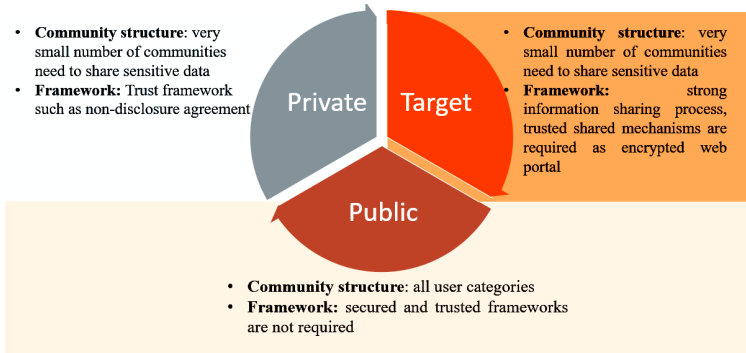 • Community structure: very
small number of communities
need to share sensitive data
• Framework: Trust framework
such as non-disclosure agreement
Private
Target
• Community structure: very
small number of communities
need to share sensitive data
• Framework: strong
information sharing process,
trusted shared mechanisms are
required as encrypted web
portal
Public
• Community structure: all user categories
• Framework: secured and trusted frameworks
are not required